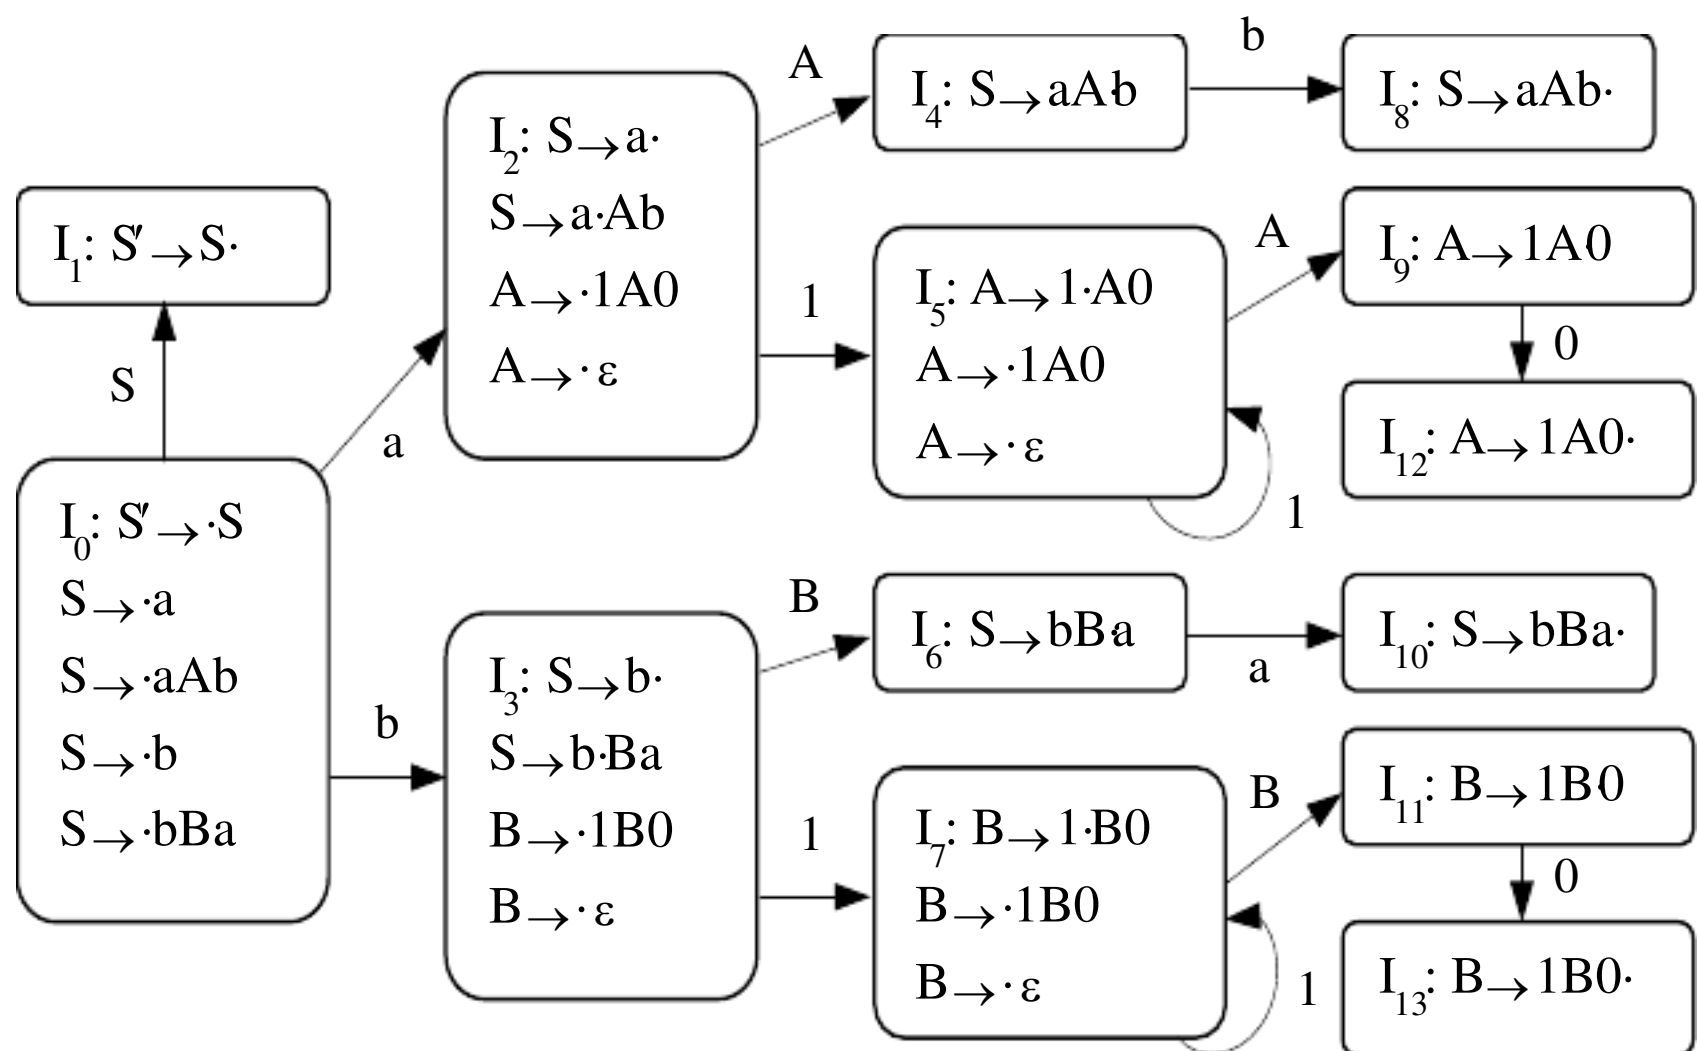 A
b
I4: S→aA·b
I8: S→aAb·
I2: S→a·
S→a·Ab
A→·1A0
A→·ε
I1: S'→S·
A
I9: A→1A·0
1
I5: A→1·A0
A→·1A0
A→·ε
0
S
a
1
I12: A→1A0·
I0: S'→·S
S→·a
S→·aAb
S→·b
S→·bBa
B
I6: S→bB·a
a
I10: S→bBa·
b
I3: S→b·
S→b·Ba
B→·1B0
B→·ε
B
I11: B→1B·0
1
I7: B→1·B0
B→·1B0
B→·ε
0
1
I13: B→1B0·